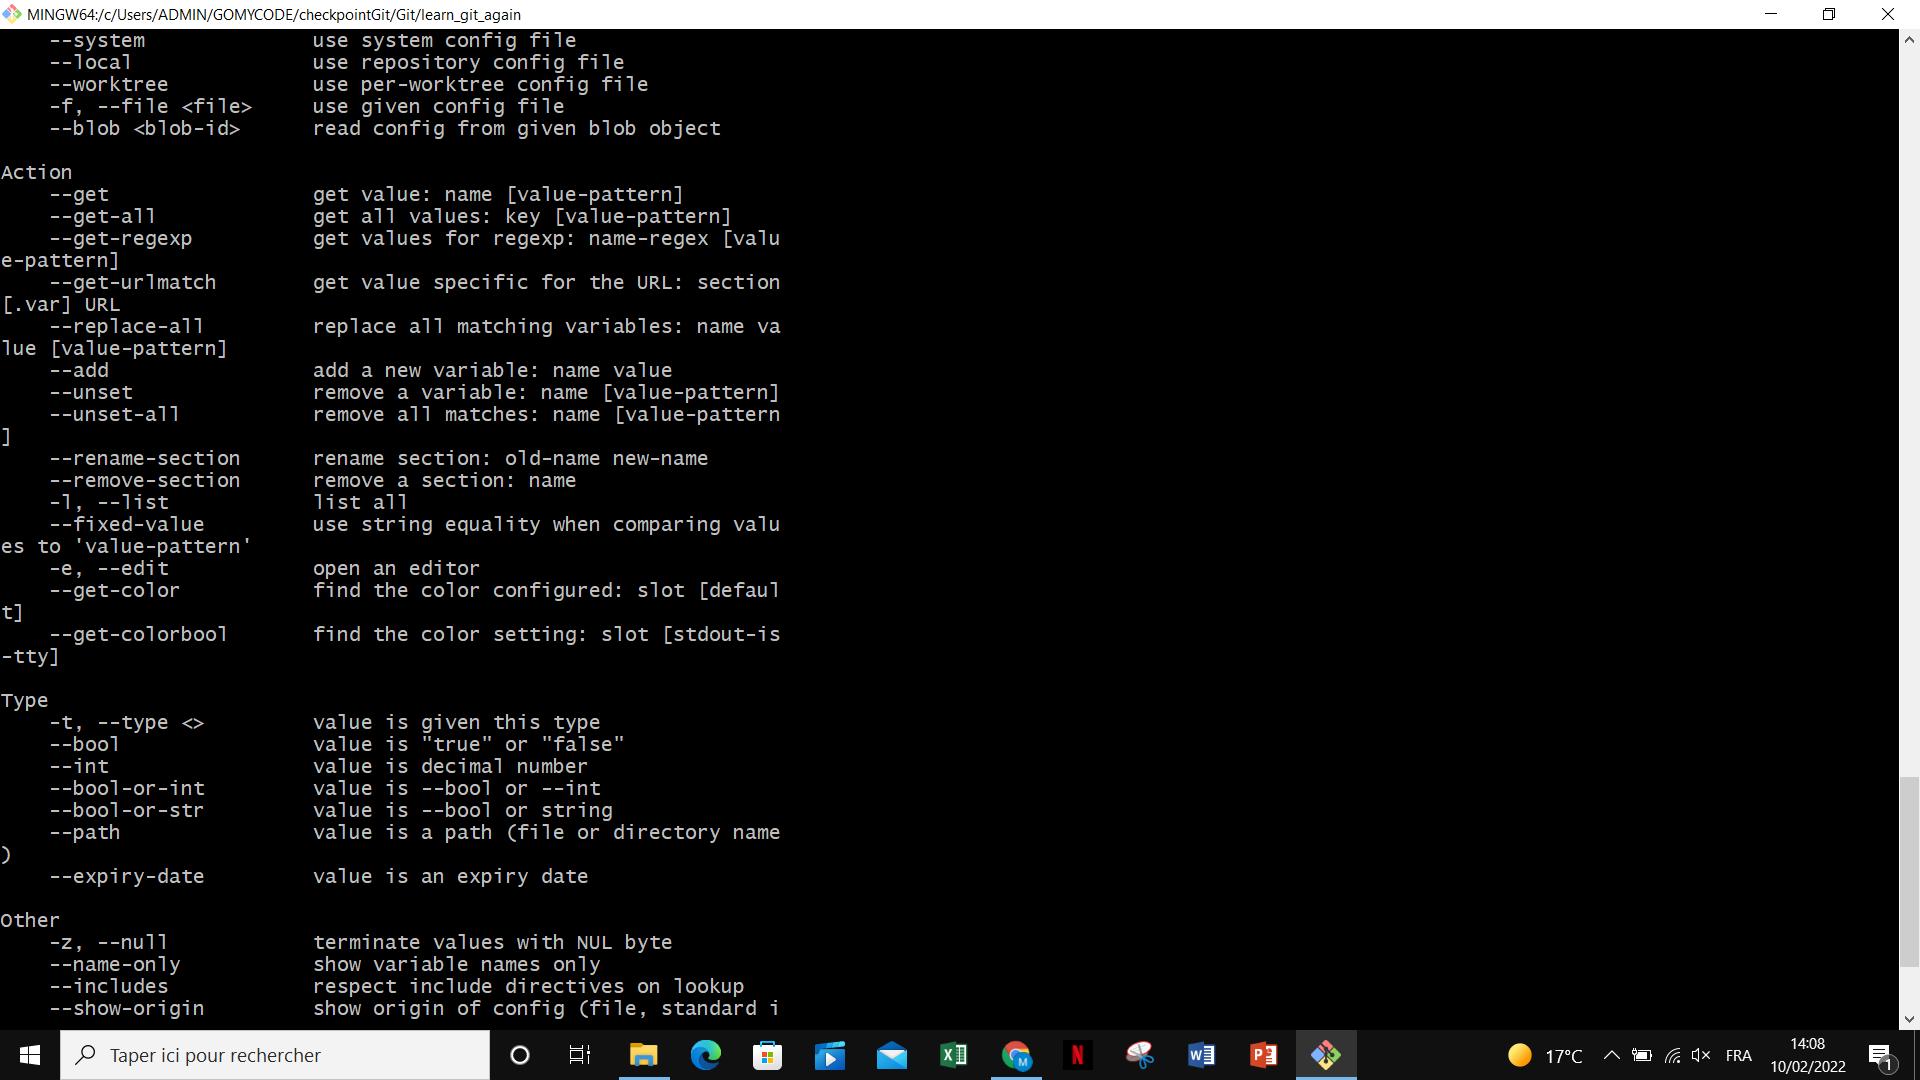 MINGW64:/c/Users/ADMIN/GOMYCODE/checkpointGit/Git/learn_git_again
    --system              use system config file
    --local               use repository config file
    --worktree            use per-worktree config file
    -f, --file <file>     use given config file
    --blob <blob-id>      read config from given blob object

Action
    --get                 get value: name [value-pattern]
    --get-all             get all values: key [value-pattern]
    --get-regexp          get values for regexp: name-regex [valu
e-pattern]
    --get-urlmatch        get value specific for the URL: section
[.var] URL
    --replace-all         replace all matching variables: name va
lue [value-pattern]
    --add                 add a new variable: name value
    --unset               remove a variable: name [value-pattern]
    --unset-all           remove all matches: name [value-pattern
]
    --rename-section      rename section: old-name new-name
    --remove-section      remove a section: name
    -l, --list            list all
    --fixed-value         use string equality when comparing valu
es to 'value-pattern'
    -e, --edit            open an editor
    --get-color           find the color configured: slot [defaul
t]
    --get-colorbool       find the color setting: slot [stdout-is
-tty]

Type
    -t, --type <>         value is given this type
    --bool                value is "true" or "false"
    --int                 value is decimal number
    --bool-or-int         value is --bool or --int
    --bool-or-str         value is --bool or string
    --path                value is a path (file or directory name
)
    --expiry-date         value is an expiry date

Other
    -z, --null            terminate values with NUL byte
    --name-only           show variable names only
    --includes            respect include directives on lookup
    --show-origin         show origin of config (file, standard i
Taper ici pour rechercher
17°C
FRA
14:08
10/02/2022
1